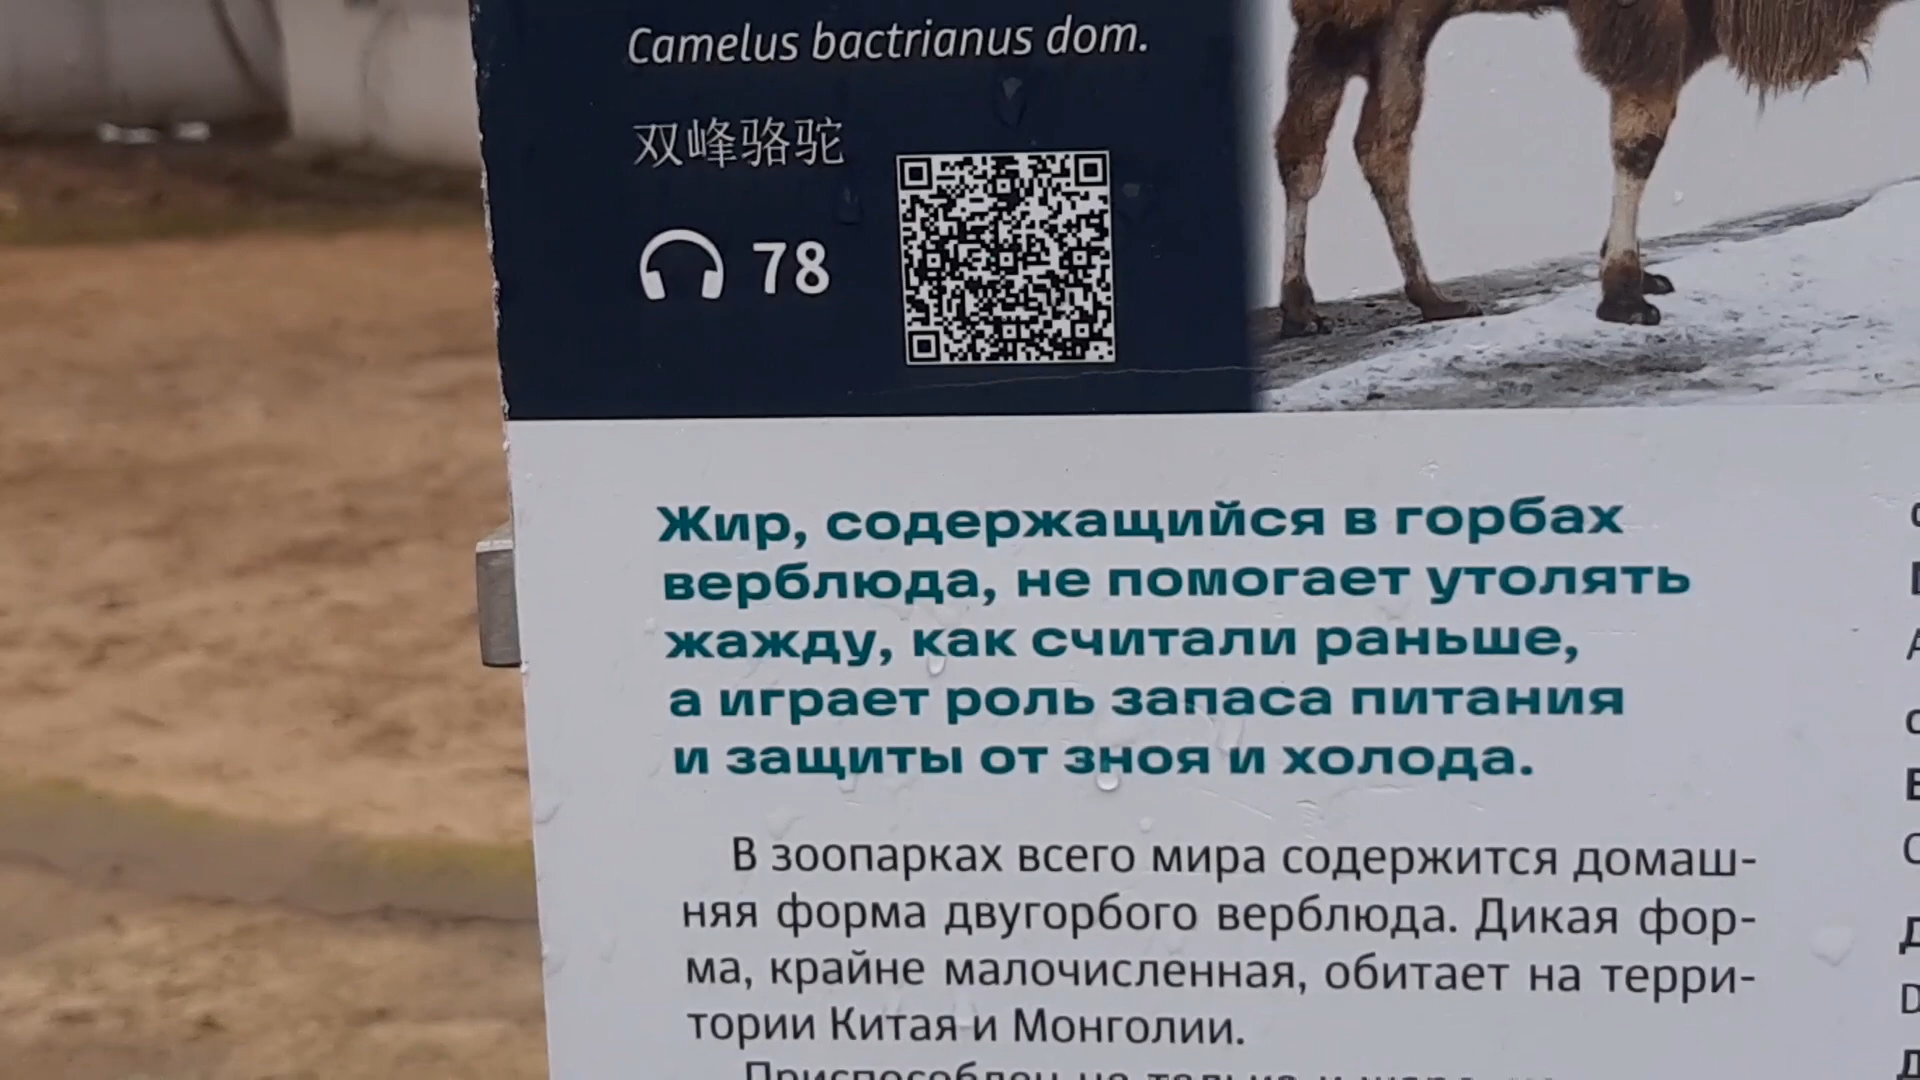 Camelus bactrianus dom.
双峰骆驼
78
Жир, содержащийся в горбах
верблюда, не помогает утолять
жажду, как считали раньше,
а играет роль запаса питания
и защиты от зноя и холода.
В зоопарках всего мира содержится домаш-
няя форма двугорбого верблюда. Дикая фор-
ма, крайне малочисленная, обитает на терри-
тории Китая и Монголии.